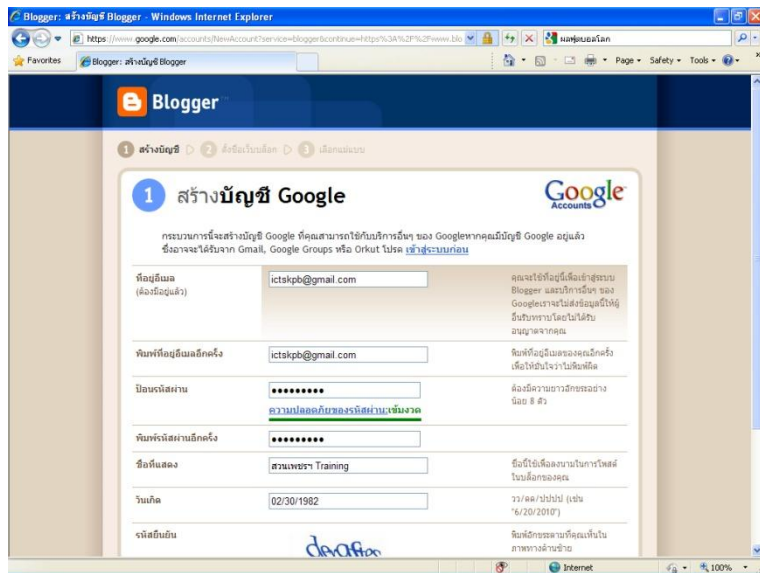 Blogger: สร้างบัญชี Blogger - Windows Internet Explorer
https://www.google.com/accounts/NewAccount?service=blogger&continue=https%3A%2F%2Fwww.blo
ผลฟุตบอลโลก
Favorites
Blogger: สร้างบัญชี Blogger
Page
Safety
Tools
Blogger
1 สร้างบัญชี
2 ตั้งชื่อเว็บบล็อก
3 เลือกแม่แบบ
1 สร้างบัญชี Google
Google
Accounts
กระบวนการนี้จะสร้างบัญชี Google ที่คุณสามารถใช้กับบริการอื่นๆ ของ Googleหากคุณมีบัญชี Google อยู่แล้ว
ซึ่งอาจจะได้รับจาก Gmail, Google Groups หรือ Orkut โปรด เข้าสู่ระบบก่อน
ที่อยู่อีเมล
(ต้องมีอยู่แล้ว)
ictskpb@gmail.com
คุณจะใช้ที่อยู่นี้เพื่อเข้าสู่ระบบ
Blogger และบริการอื่นๆ ของ
Googleเราจะไม่ส่งข้อมูลนี้ให้ผู้
อื่นรับทราบโดยไม่ได้รับ
อนุญาตจากคุณ
พิมพ์ที่อยู่อีเมลอีกครั้ง
ictskpb@gmail.com
พิมพ์ที่อยู่อีเมลของคุณอีกครั้ง
เพื่อให้มั่นใจว่าไม่พิมพ์ผิด
ป้อนรหัสผ่าน
ความปลอดภัยของรหัสผ่าน:เข้มงวด
ต้องมีความยาวอักขระอย่าง
น้อย 8 ตัว
พิมพ์รหัสผ่านอีกครั้ง
ชื่อที่แสดง
สวนเพชรฯ Training
ชื่อนี้ใช้เพื่อลงนามในการโพสต์
ในบล็อกของคุณ
วันเกิด
02/30/1982
วว/ดด/ปปปป (เช่น
"6/20/2010")
รหัสยืนยัน
พิมพ์อักขระตามที่คุณเห็นใน
ภาพทางด้านซ้าย
Internet
100%